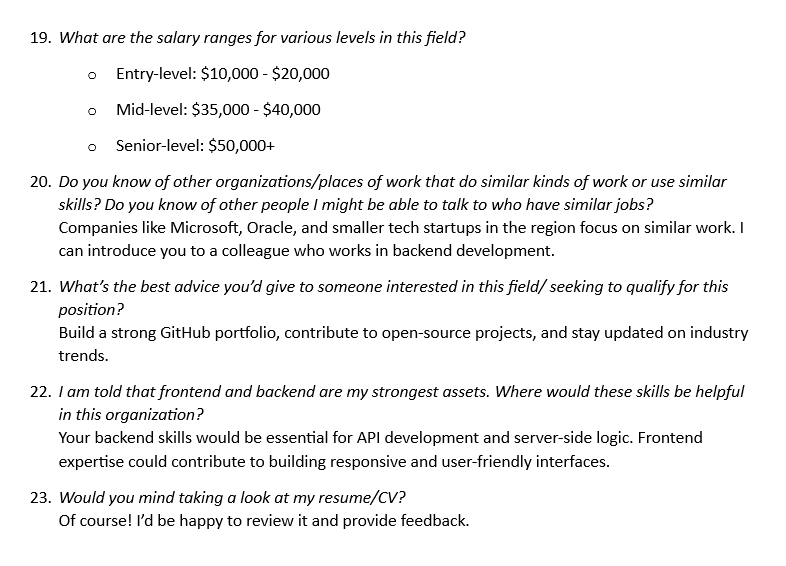 19. What are the salary ranges for various levels in this field?
o Entry-level: $10,000 - $20,000
o Mid-level: $35,000 - $40,000
o Senior-level: $50,000+
20. Do you know of other organizations/places of work that do similar kinds of work or use similar
skills? Do you know of other people I might be able to talk to who have similar jobs?
Companies like Microsoft, Oracle, and smaller tech startups in the region focus on similar work. I
can introduce you to a colleague who works in backend development.
21. What’s the best advice you’d give to someone interested in this field/ seeking to qualify for this
position?
Build a strong GitHub portfolio, contribute to open-source projects, and stay updated on industry
trends.
22. I am told that frontend and backend are my strongest assets. Where would these skills be helpful
in this organization?
Your backend skills would be essential for API development and server-side logic. Frontend
expertise could contribute to building responsive and user-friendly interfaces.
23. Would you mind taking a look at my resume/CV?
Of course! I’d be happy to review it and provide feedback.